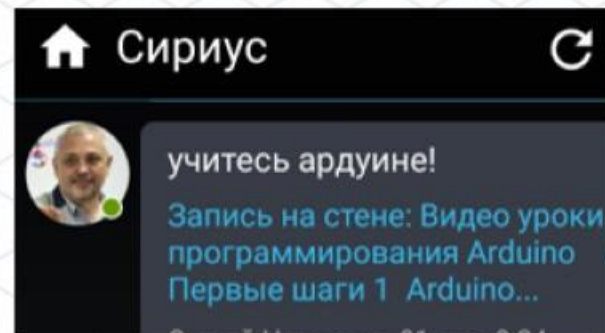 Сириус
учитесь ардуине!
Запись на стене: Видео уроки
программирования Arduino
Первые шаги 1 Arduino...